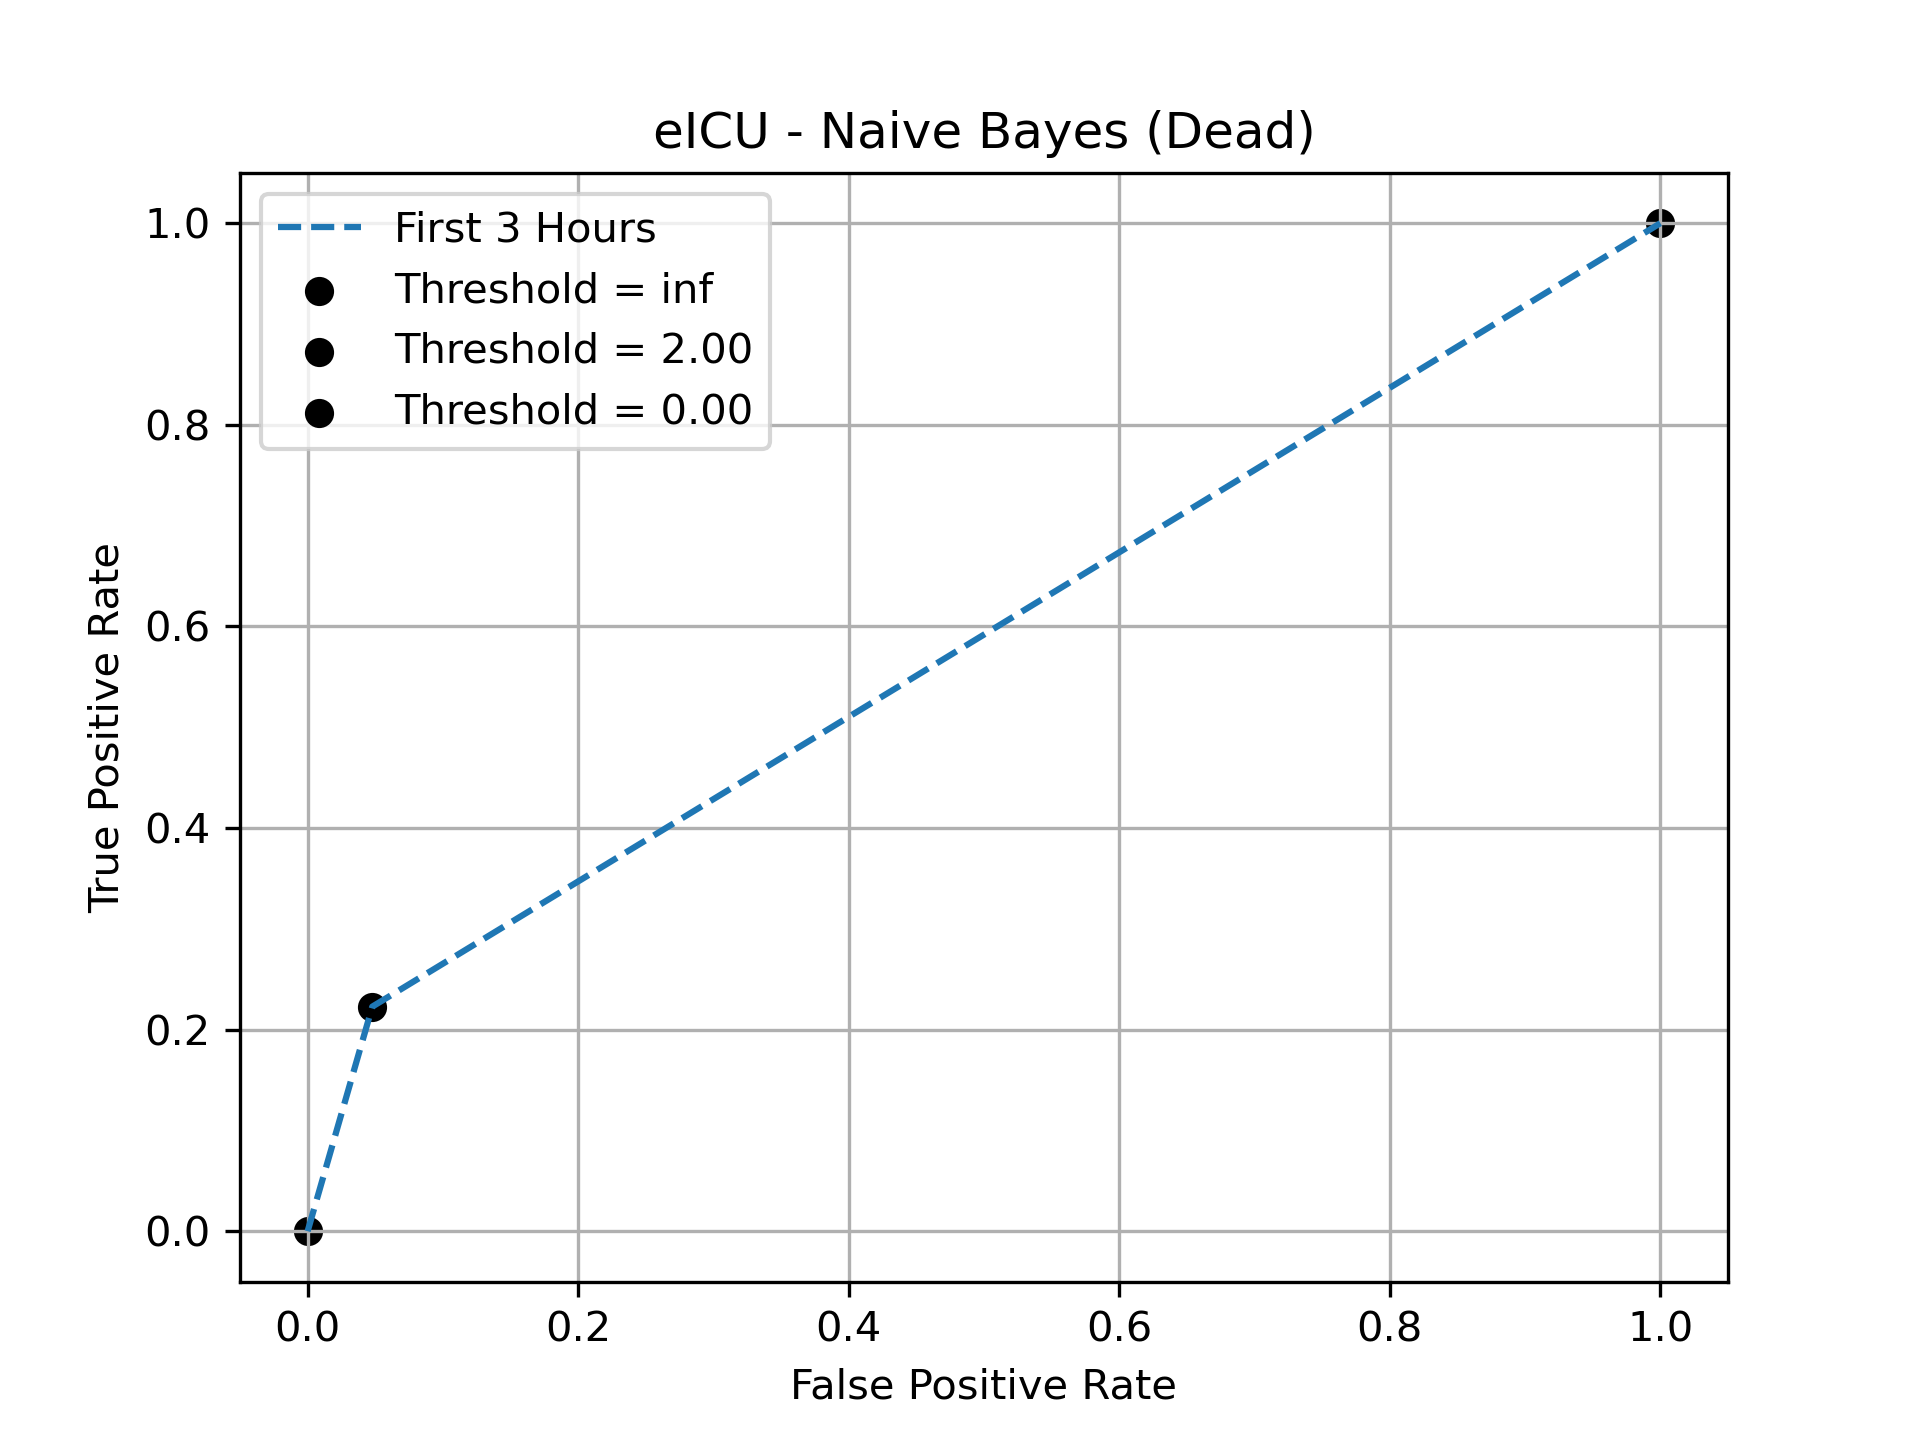 eICU - Naive Bayes (Dead)
First 3 Hours
Threshold = inf
Threshold = 2.00
Threshold = 0.00
True Positive Rate
1.0
0.8
0.6
0.4
0.2
0.0
0.0 0.2 0.4 0.6 0.8 1.0
False Positive Rate